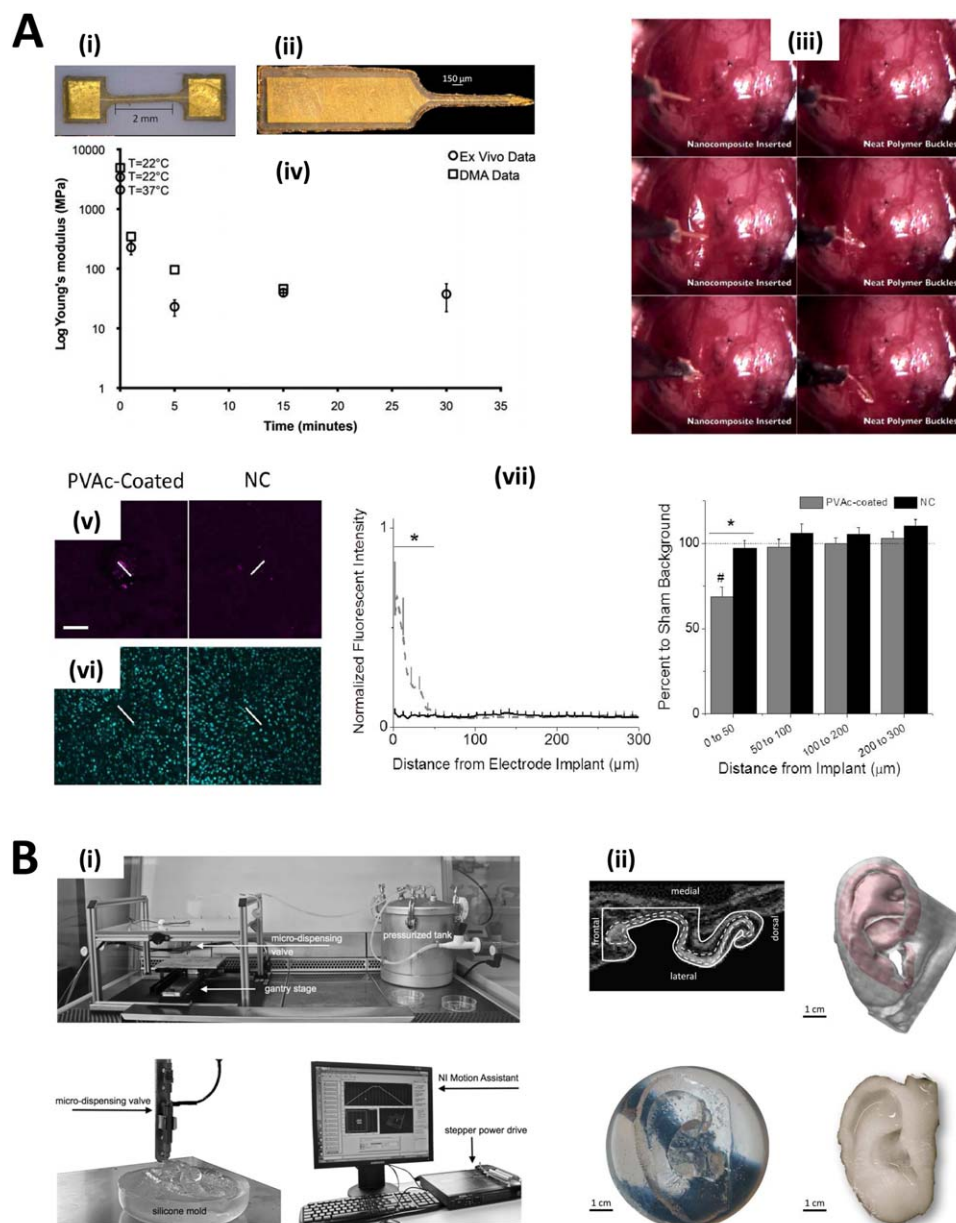 A
(i)
2 mm
(ii)
150 µm
(iii)
Nanocomposite Inserted
Neat Polymer Buckles
Nanocomposite Inserted
Neat Polymer Buckles
Nanocomposite Inserted
Neat Polymer Buckles
(iv)
Log Young's modulus (MPa)
10000
1000
100
10
1
T=22°C
T=22°C
T=37°C
Ex Vivo Data
DMA Data
0 5 10 15 20 25 30 35
Time (minutes)
PVAc-Coated
NC
(v)
(vi)
(vii)
Normalized Fluorescent Intensity
1
0
*
0 100 200 300
Distance from Electrode Implant (µm)
PVAc-coated
NC
Percent to Sham Background
100
50
0
*
#
0 to 50
50 to 100
100 to 200
200 to 300
Distance from Implant (µm)
B
(i)
micro-dispensing
valve
gantry stage
pressurized tank
micro-dispensing valve
silicone mold
NI Motion Assistant
stepper power drive
(ii)
medial
frontal
dorsal
lateral
1 cm
1 cm
1 cm